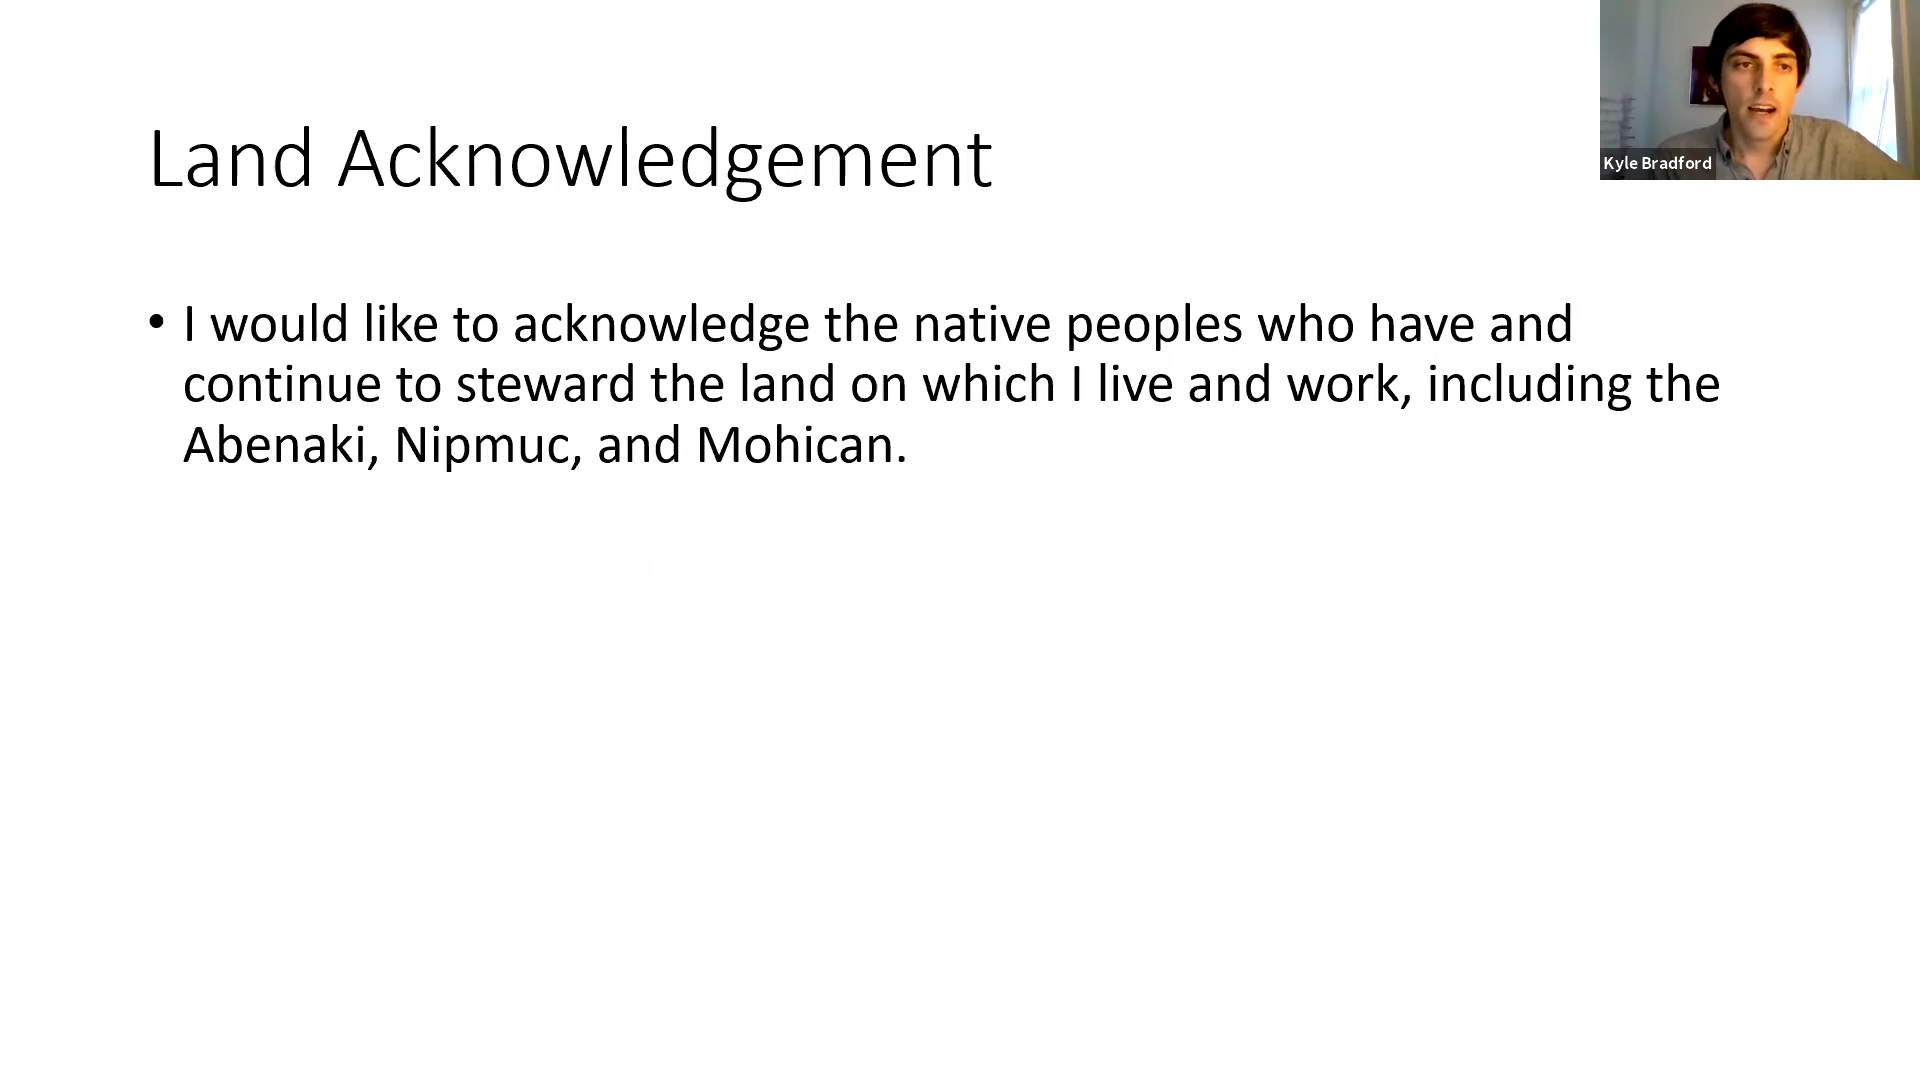 Kyle Bradford
Land Acknowledgement
• I would like to acknowledge the native peoples who have and
continue to steward the land on which I live and work, including the
Abenaki, Nipmuc, and Mohican.